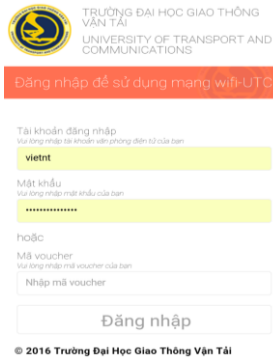 TRƯỜNG ĐẠI HỌC GIAO THÔNG
VẬN TẢI
UNIVERSITY OF TRANSPORT AND
COMMUNICATIONS
Đăng nhập để sử dụng mạng wifi-UTC
Tài khoản đăng nhập
Vui lòng nhập tài khoản văn phòng điện tử của bạn
vietnt
Mật khẩu
Vui lòng nhập mật khẩu của bạn
••••••••••••••
hoặc
Mã voucher
Vui lòng nhập mã voucher của bạn
Nhập mã voucher
Đăng nhập
© 2016 Trường Đại Học Giao Thông Vận Tải